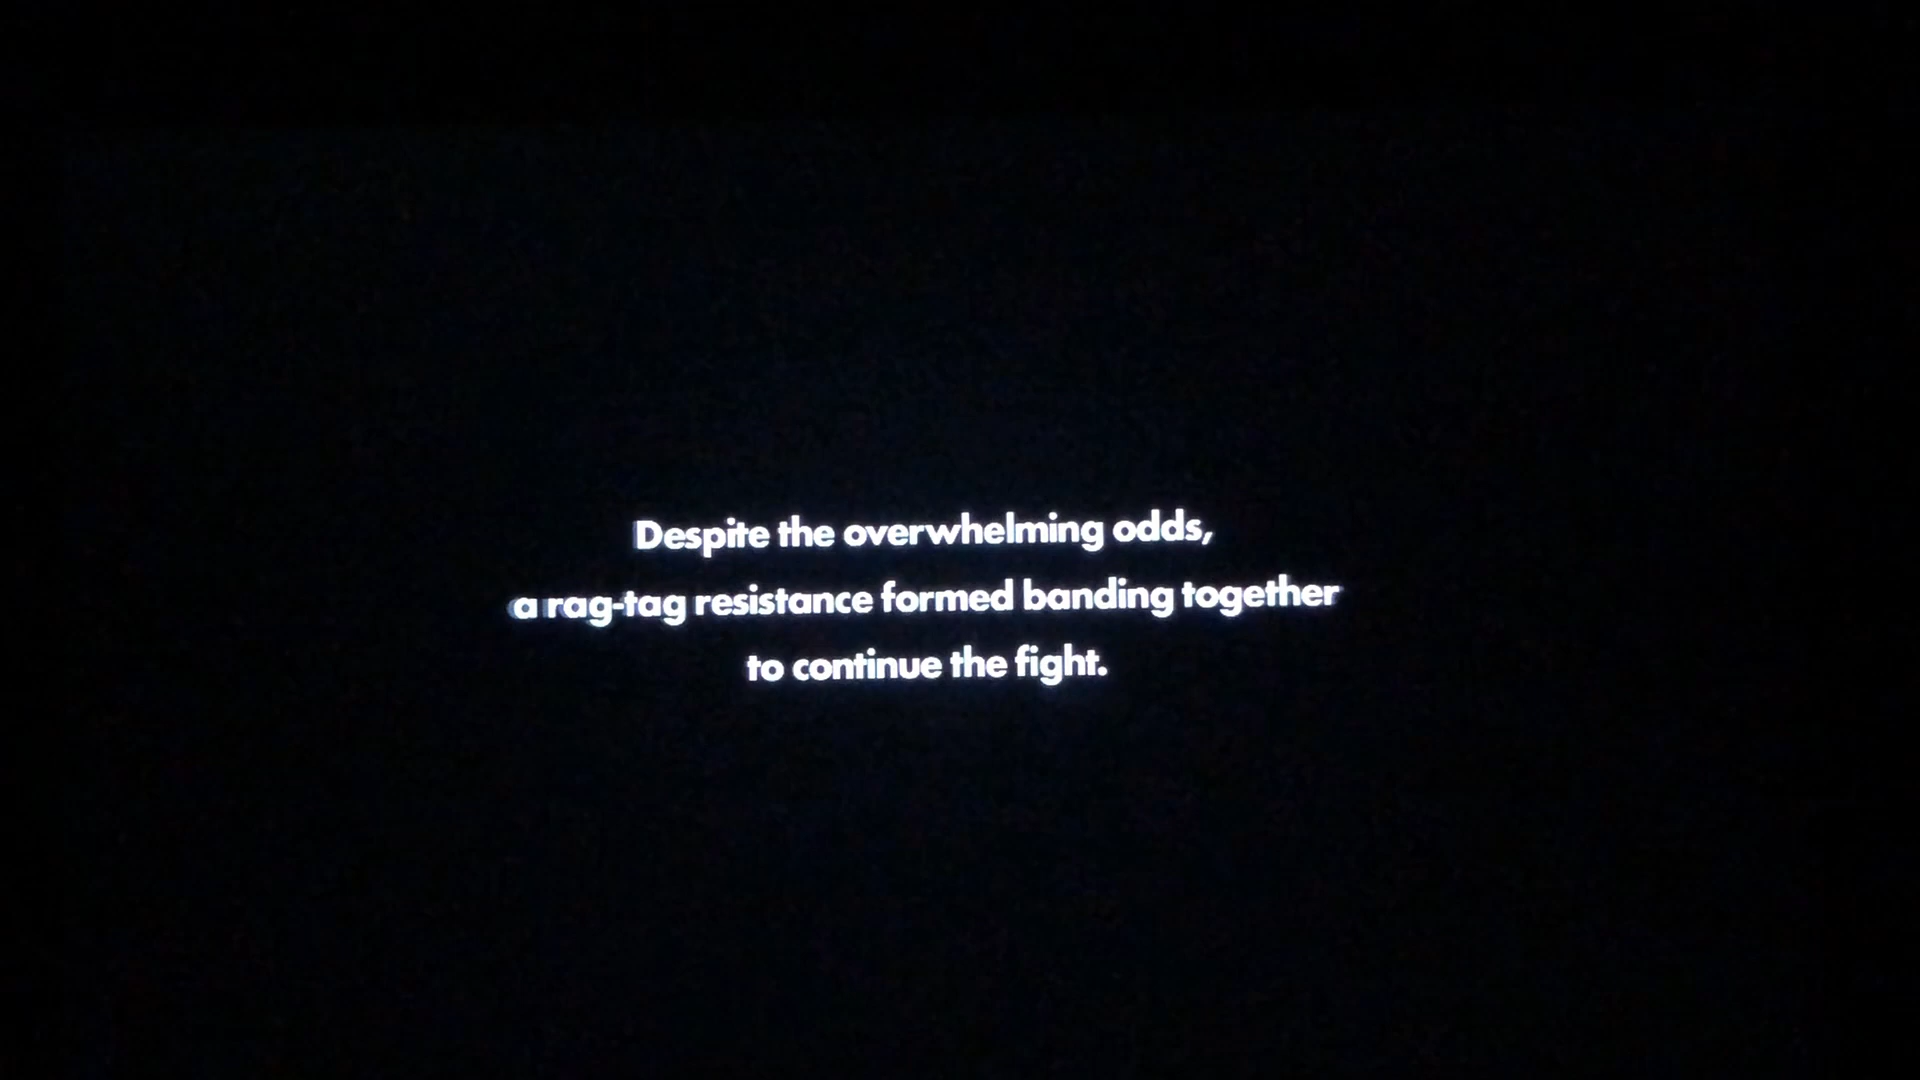 Despite the overwhelming odds,
a rag-tag resistance formed banding together
to continue the fight.